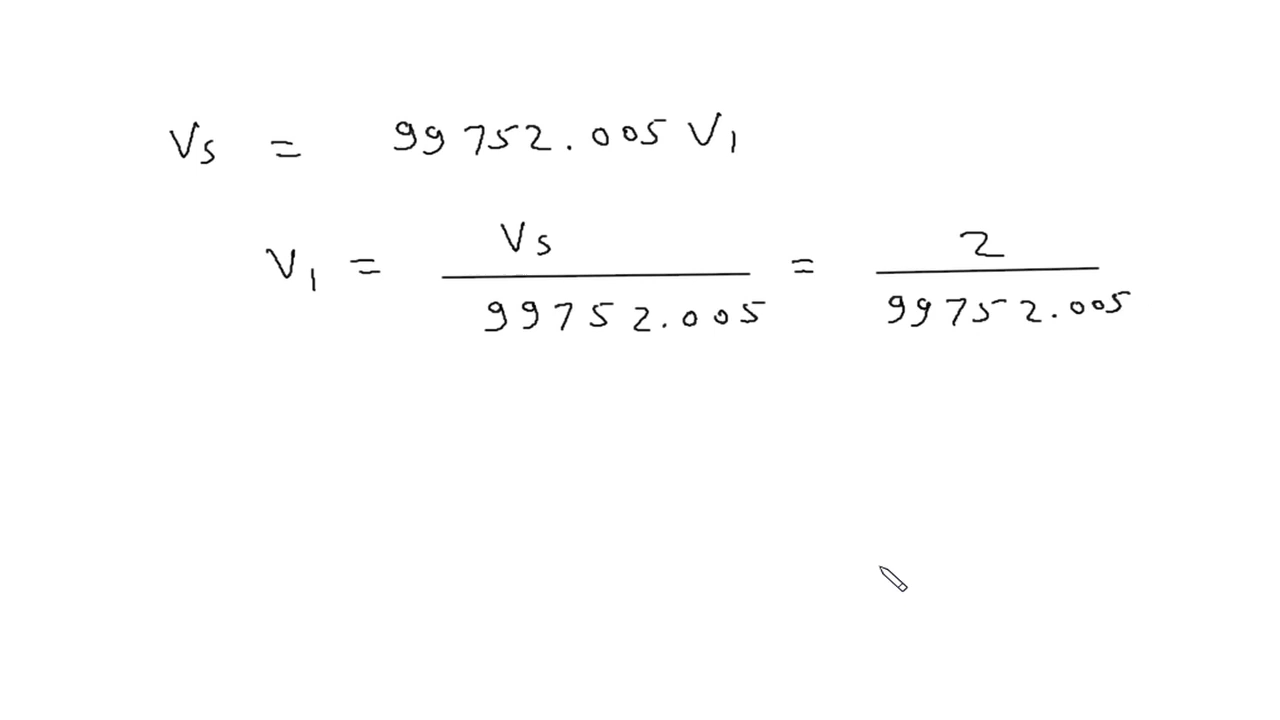 Vs = 99752.005 V1
V1 = Vs / 99752.005 = 2 / 99752.005